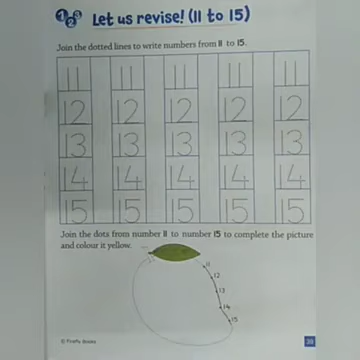 1 2 3 Let us revise! (11 to 15)
Join the dotted lines to write numbers from 11 to 15.
11 11 11 11 11
12 12 12 12 12
13 13 13 13 13
14 14 14 14 14
15 15 15 15 15
Join the dots from number 11 to number 15 to complete the picture
and colour it yellow.
11
12
13
14
15
© Firefly Books
39